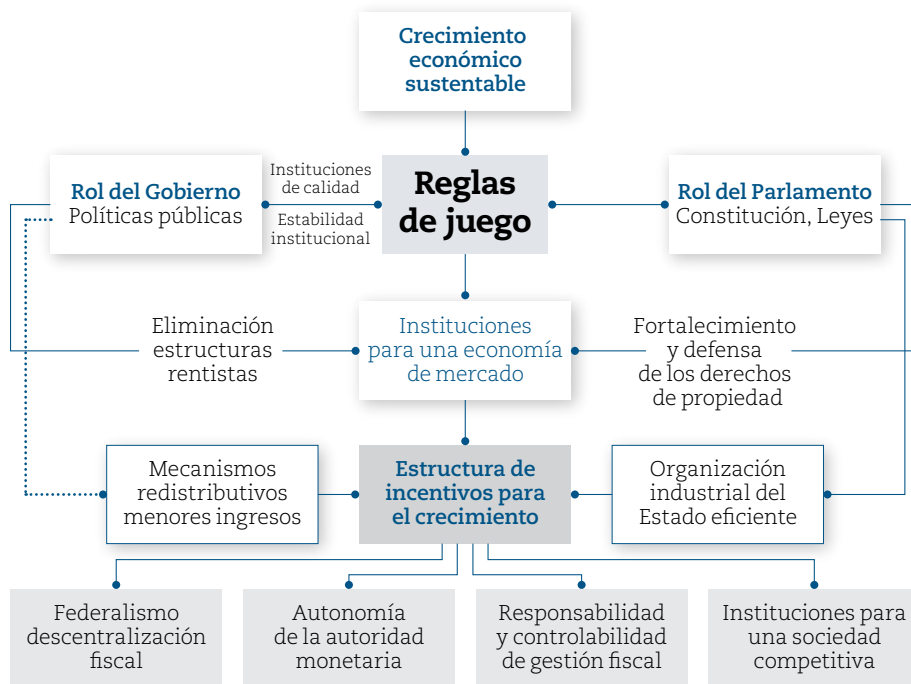 Crecimiento
económico
sustentable
Rol del Gobierno
Políticas públicas
Instituciones
de calidad
Estabilidad
institucional
Reglas
de juego
Rol del Parlamento
Constitución, Leyes
Eliminación
estructuras
rentistas
Instituciones
para una economía
de mercado
Fortalecimiento
y defensa
de los derechos
de propiedad
Mecanismos
redistributivos
menores ingresos
Estructura de
incentivos para
el crecimiento
Organización
industrial del
Estado eficiente
Federalismo
descentralización
fiscal
Autonomía
de la autoridad
monetaria
Responsabilidad
y controlabilidad
de gestión fiscal
Instituciones para
una sociedad
competitiva